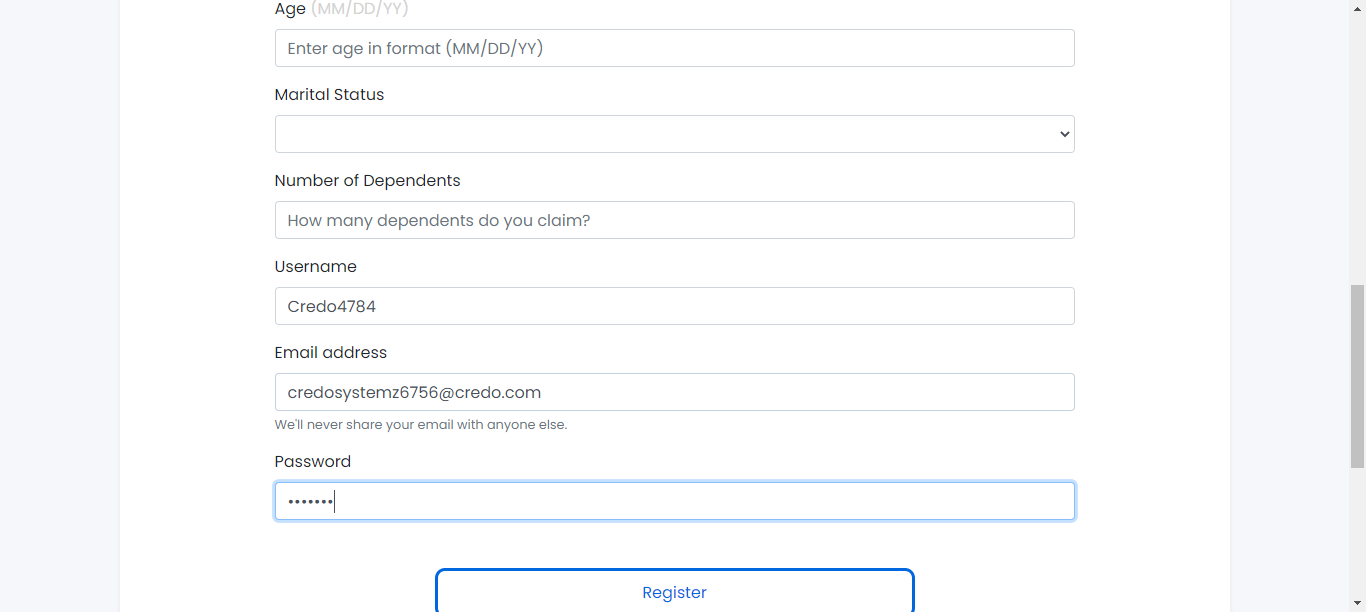 Age (MM/DD/YY)
Enter age in format (MM/DD/YY)
Marital Status
Number of Dependents
How many dependents do you claim?
Username
Credo4784
Email address
credosystemz6756@credo.com
We'll never share your email with anyone else.
Password
•••••••
Register